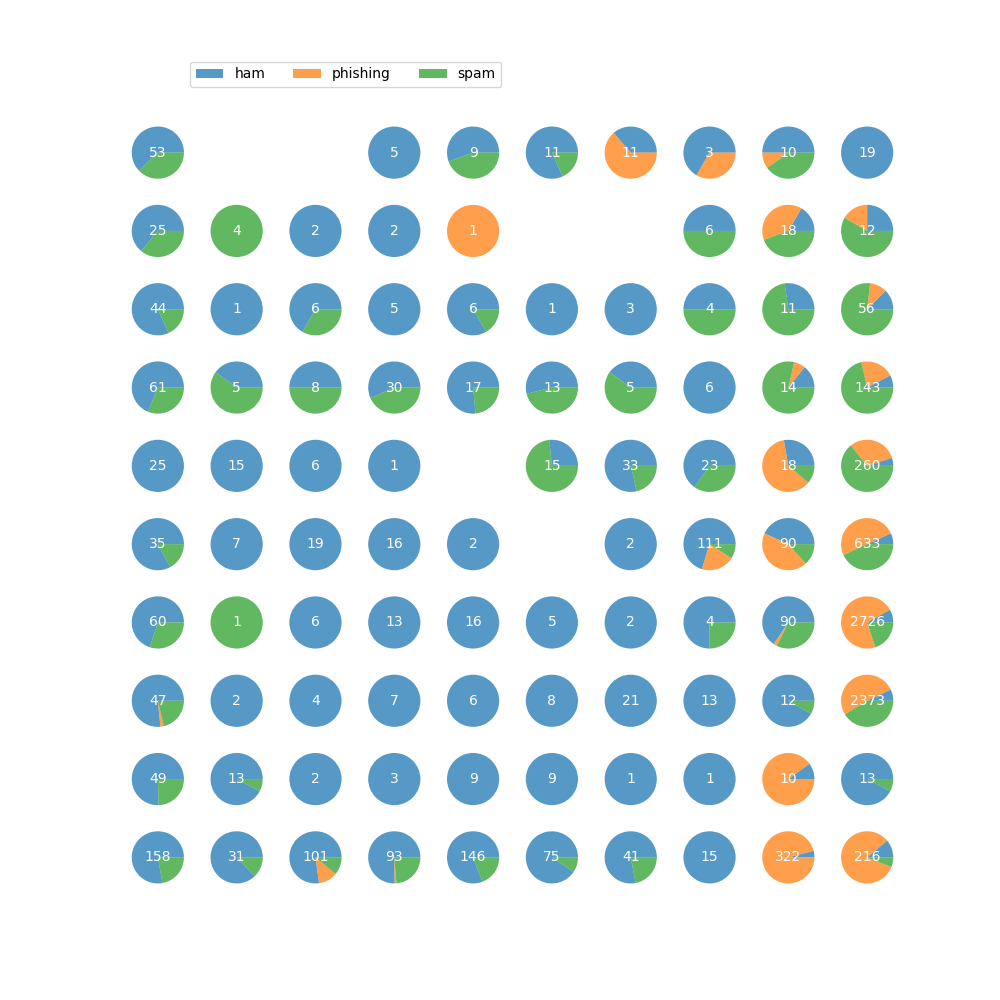 ham phishing spam
53 5 9 11 11 3 10 19
25 4 2 2 1 6 18 12
44 1 6 5 6 1 3 4 11 56
61 5 8 30 17 13 5 6 14 143
25 15 6 1 15 33 23 18 260
35 7 19 16 2 2 111 90 633
60 1 6 13 16 5 2 4 90 2726
47 2 4 7 6 8 21 13 12 2373
49 13 2 3 9 9 1 1 10 13
158 31 101 93 146 75 41 15 322 216